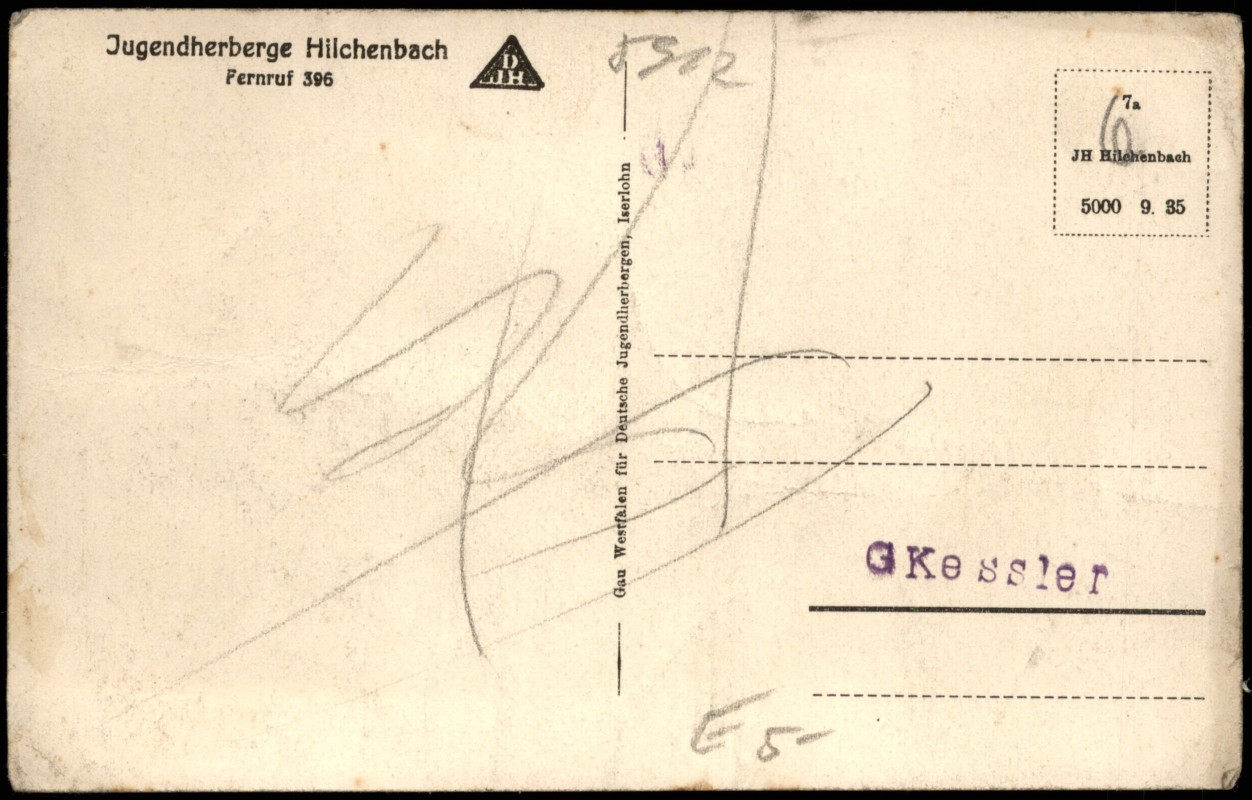 Jugendherberge Hilchenbach
Fernruf 396
DJH
5912
7a
6
JH Hilchenbach
5000 9. 35
Gau Westfalen für Deutsche Jugendherbergen, Iserlohn
GKessler
E 5-